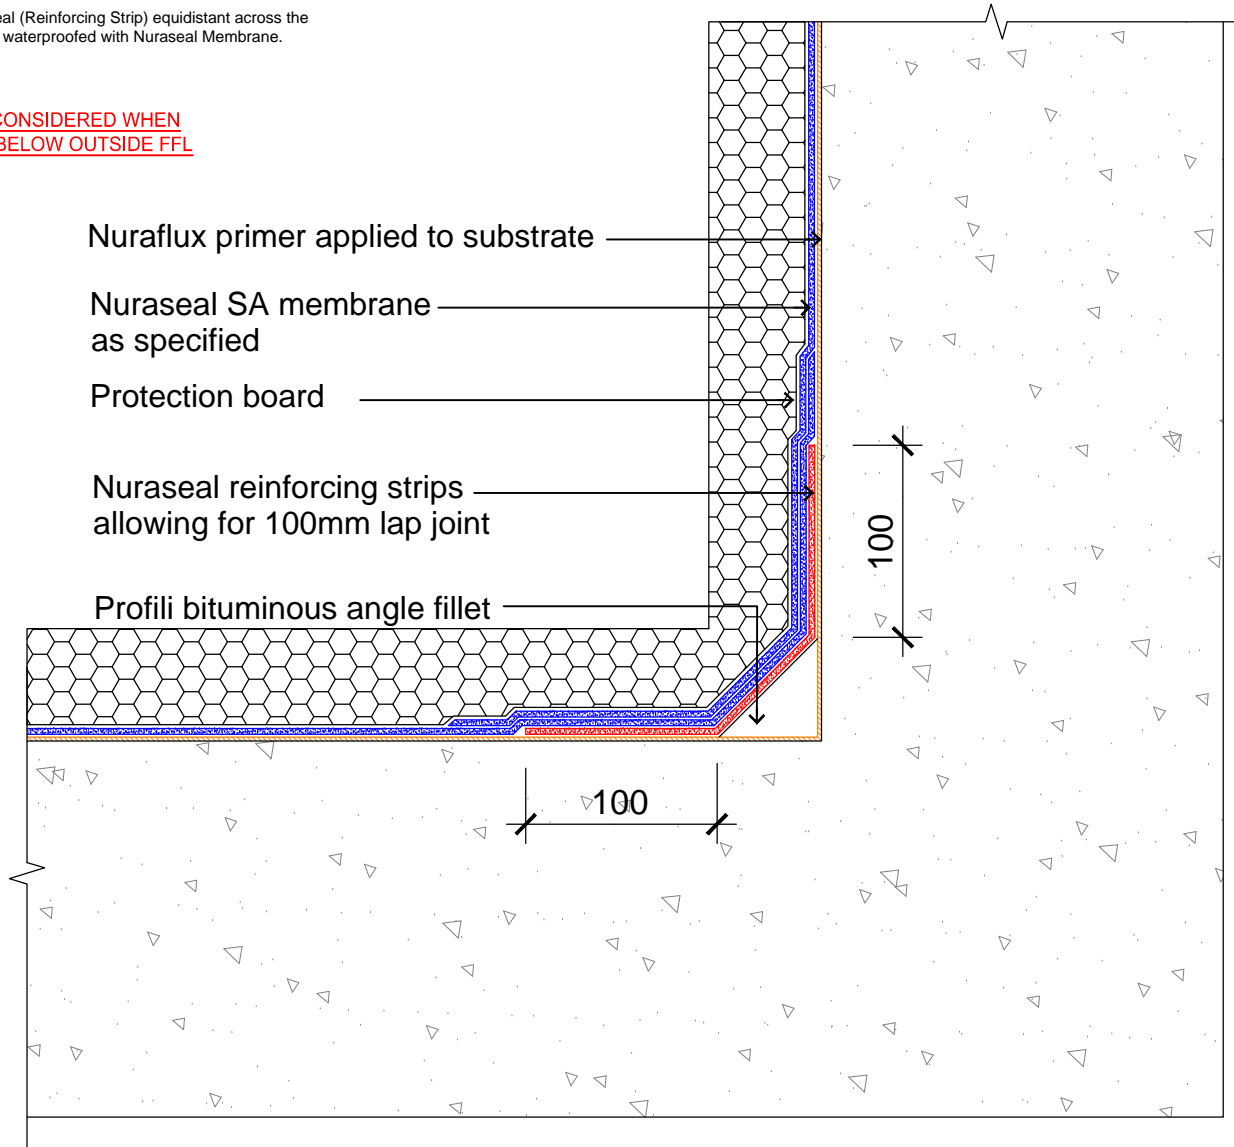 (Reinforcing Strip) equidistant across the
waterproofed with Nuraseal Membrane.
CONSIDERED WHEN
BELOW OUTSIDE FFL
Nuraflux primer applied to substrate
Nuraseal SA membrane
as specified
Protection board
Nuraseal reinforcing strips
allowing for 100mm lap joint
Profili bituminous angle fillet
100
100